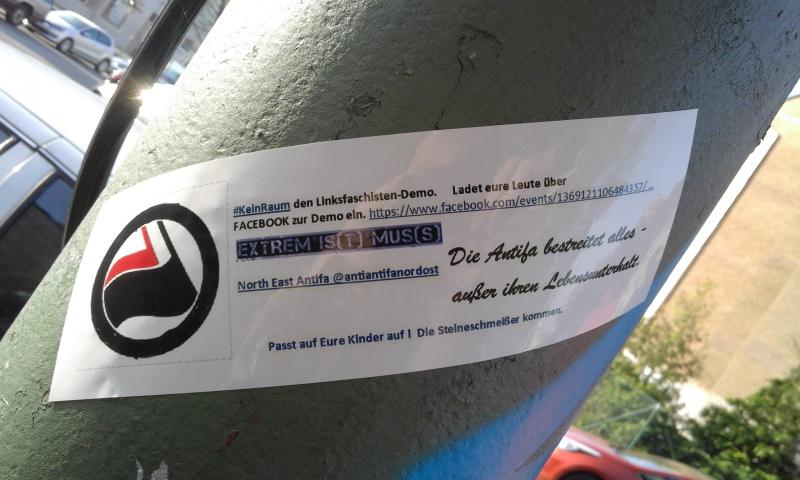 #KeinRaum den Linksfaschisten-Demo. Ladet eure Leute über
FACEBOOK zur Demo ein. https://www.facebook.com/events/1369121106484357/...
EXTREM IS(T) MUS(S)
North East Antifa @antiantifanordost
Die Antifa bestreitet alles -
außer ihren Lebensunterhalt.
Passt auf Eure Kinder auf ! Die Steineschmeißer kommen.